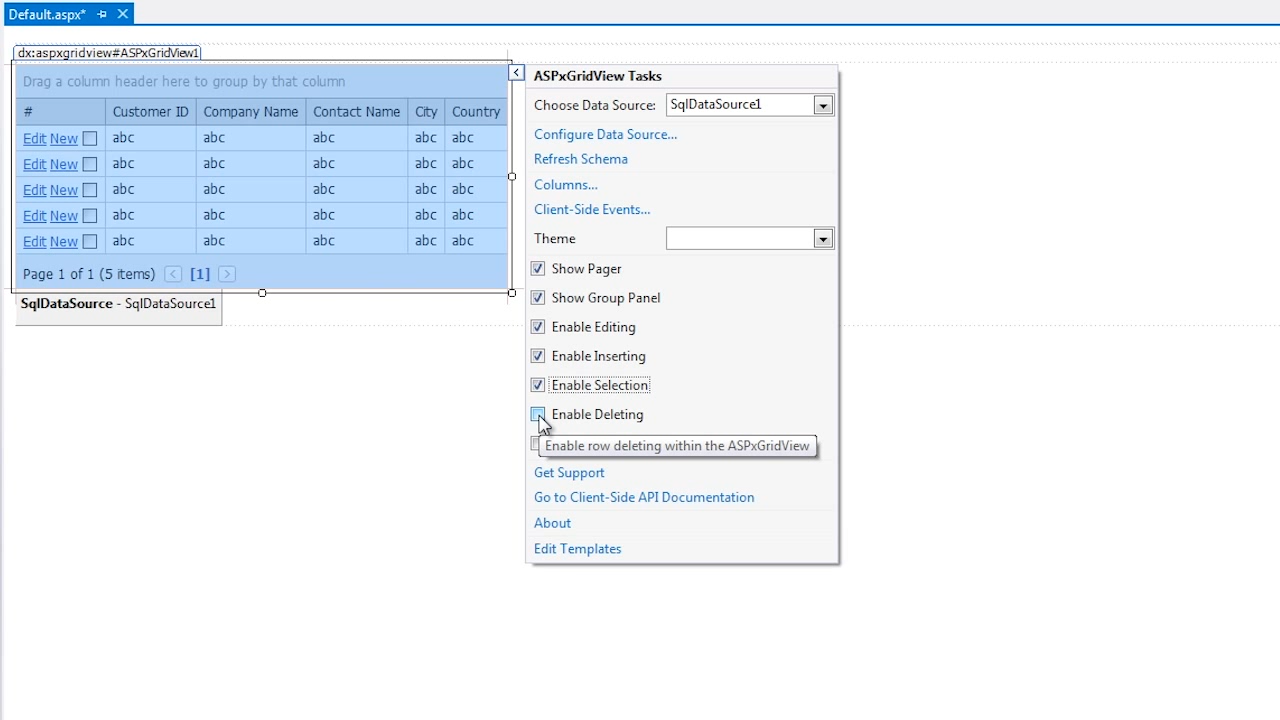 Default.aspx*
dx:aspxgridview#ASPxGridView1
Drag a column header here to group by that column
# Customer ID Company Name Contact Name City Country
Edit New abc abc abc abc abc
Edit New abc abc abc abc abc
Edit New abc abc abc abc abc
Edit New abc abc abc abc abc
Edit New abc abc abc abc abc
Page 1 of 1 (5 items) < [1] >
SqlDataSource - SqlDataSource1
ASPxGridView Tasks
Choose Data Source: SqlDataSource1
Configure Data Source...
Refresh Schema
Columns...
Client-Side Events...
Theme
Show Pager
Show Group Panel
Enable Editing
Enable Inserting
Enable Selection
Enable Deleting
Enable row deleting within the ASPxGridView
Get Support
Go to Client-Side API Documentation
About
Edit Templates